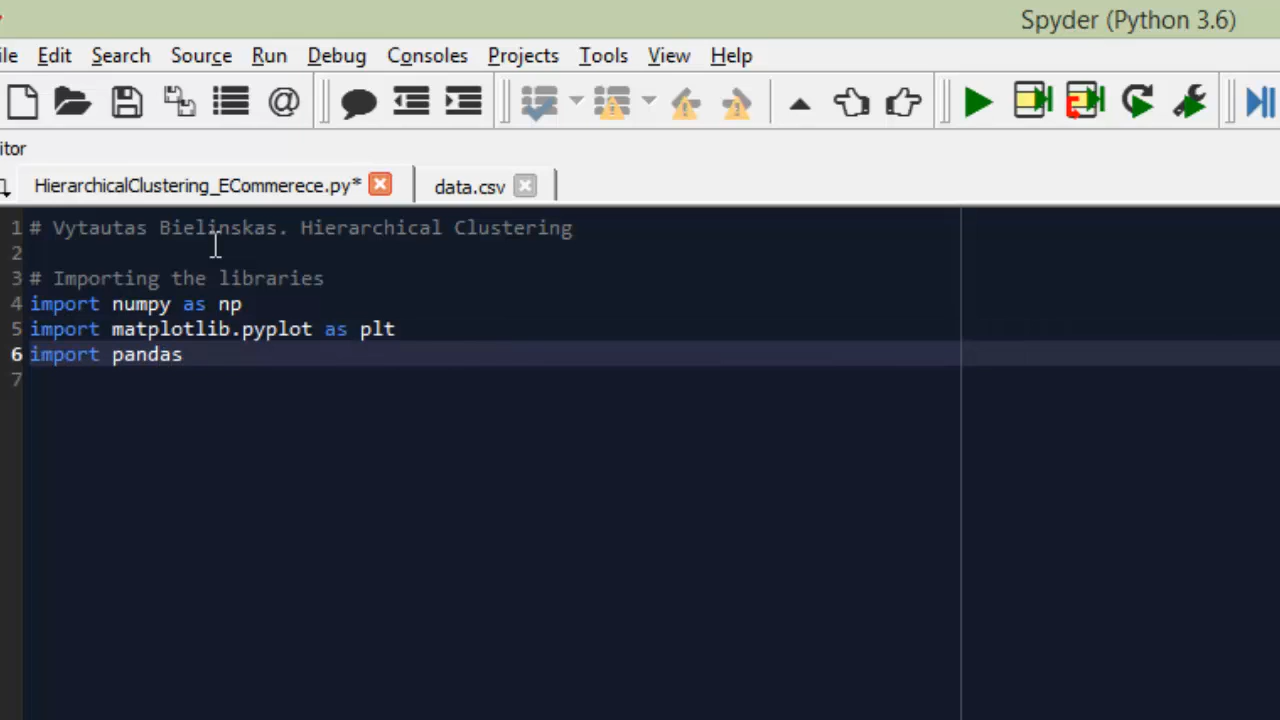 Spyder (Python 3.6)
ile Edit Search Source Run Debug Consoles Projects Tools View Help
itor
HierarchicalClustering_ECommerece.py* data.csv
1 # Vytautas Bielinskas. Hierarchical Clustering
2
3 # Importing the libraries
4 import numpy as np
5 import matplotlib.pyplot as plt
6 import pandas
7